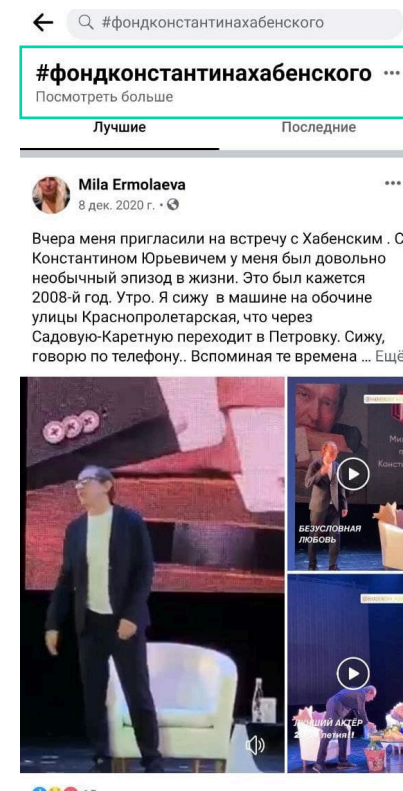 #фондконстантинахабенского
#фондконстантинахабенского
Посмотреть больше
Лучшие
Последние
Mila Ermolaeva
8 дек. 2020 г.
Вчера меня пригласили на встречу с Хабенским . С
Константином Юрьевичем у меня был довольно
необычный эпизод в жизни. Это был кажется
2008-й год. Утро. Я сижу в машине на обочине
улицы Краснопролетарская, что через
Садовую-Каретную переходит в Петровку. Сижу,
говорю по телефону.. Вспоминая те времена ... Ещё
БЕЗУСЛОВНАЯ
ЛЮБОВЬ
АКТЁР